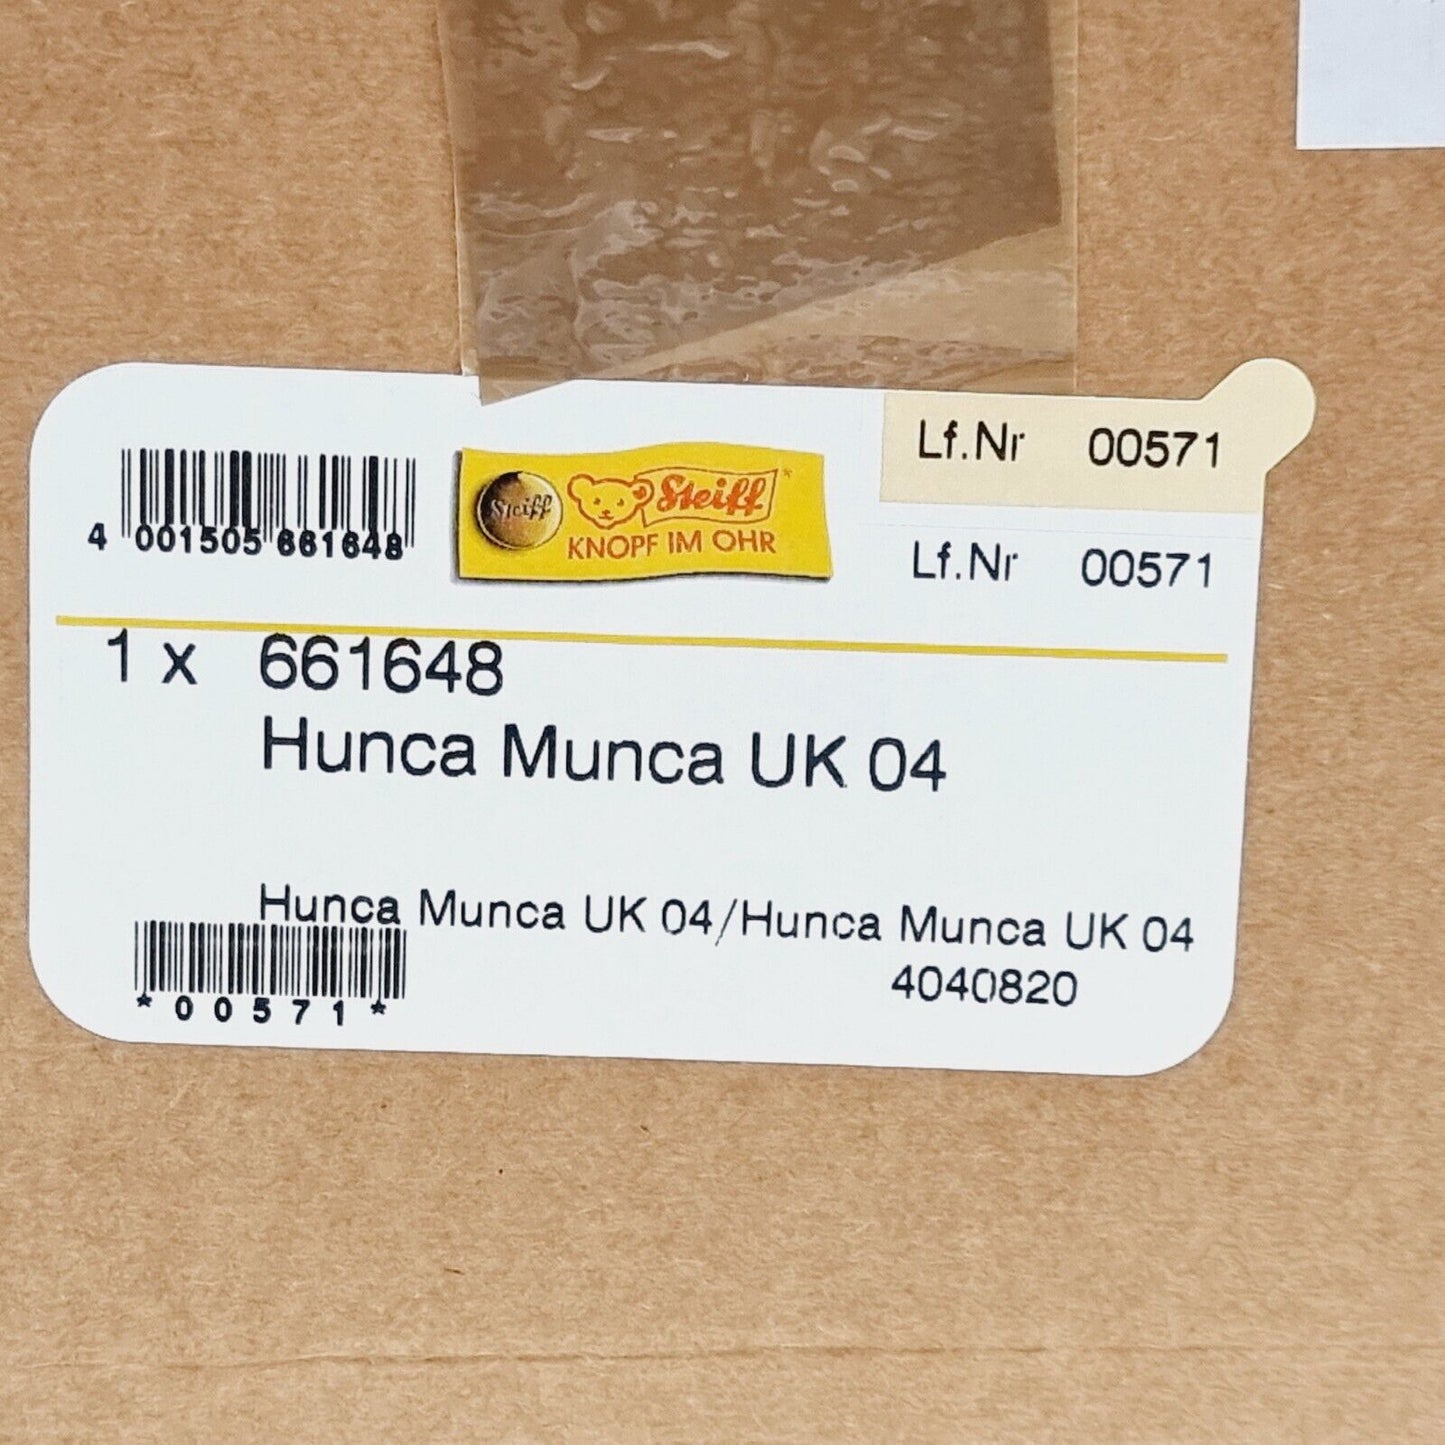 4 001505 661648
Steiff
Steiff
KNOPF IM OHR
Lf.Nr 00571
Lf.Nr 00571
1 x 661648
Hunca Munca UK 04
Hunca Munca UK 04/Hunca Munca UK 04
4040820
*00571*